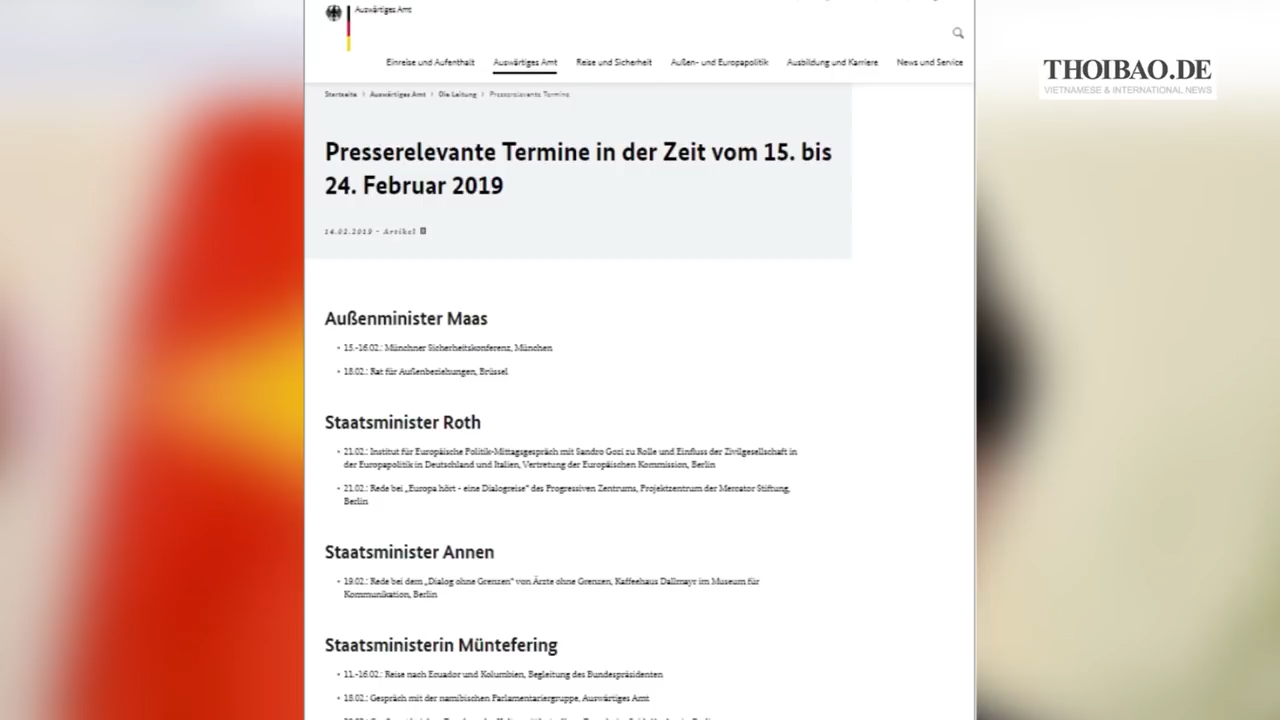 Auswärtiges Amt
THOIBAO.DE
VIETNAMESE & INTERNATIONAL NEWS
Einreise und Aufenthalt Auswärtiges Amt Reise und Sicherheit Außen- und Europapolitik Ausbildung und Karriere News und Service
Startseite › Auswärtiges Amt › Die Leitung › Presserelevante Termine
Presserelevante Termine in der Zeit vom 15. bis
24. Februar 2019
14.02.2019 - Artikel
Außenminister Maas
• 15.-16.02.: Münchner Sicherheitskonferenz, München
• 18.02.: Rat für Außenbeziehungen, Brüssel
Staatsminister Roth
• 21.02.: Institut für Europäische Politik-Mittagsgespräch mit Sandro Gozi zu Rolle und Einfluss der Zivilgesellschaft in
der Europapolitik in Deutschland und Italien, Vertretung der Europäischen Kommission, Berlin
• 21.02.: Rede bei „Europa hört - eine Dialogreise“ des Progressiven Zentrums, Projektzentrum der Mercator Stiftung,
Berlin
Staatsminister Annen
• 19.02.: Rede bei dem „Dialog ohne Grenzen“ von Ärzte ohne Grenzen, Kaffeehaus Dallmayr im Museum für
Kommunikation, Berlin
Staatsministerin Müntefering
• 11.-16.02.: Reise nach Ecuador und Kolumbien, Begleitung des Bundespräsidenten
• 18.02.: Gespräch mit der namibischen Parlamentariergruppe, Auswärtiges Amt